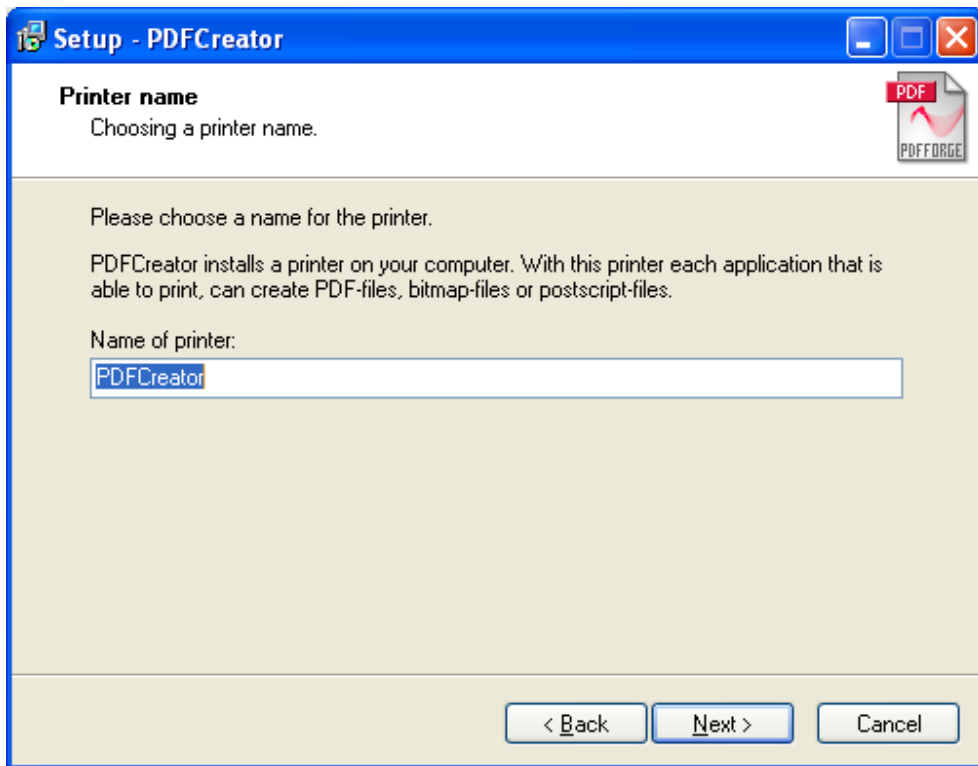 Setup - PDFCreator
Printer name
Choosing a printer name.
PDF
PDFFORGE
Please choose a name for the printer.
PDFCreator installs a printer on your computer. With this printer each application that is
able to print, can create PDF-files, bitmap-files or postscript-files.
Name of printer:
PDFCreator
< Back
Next >
Cancel